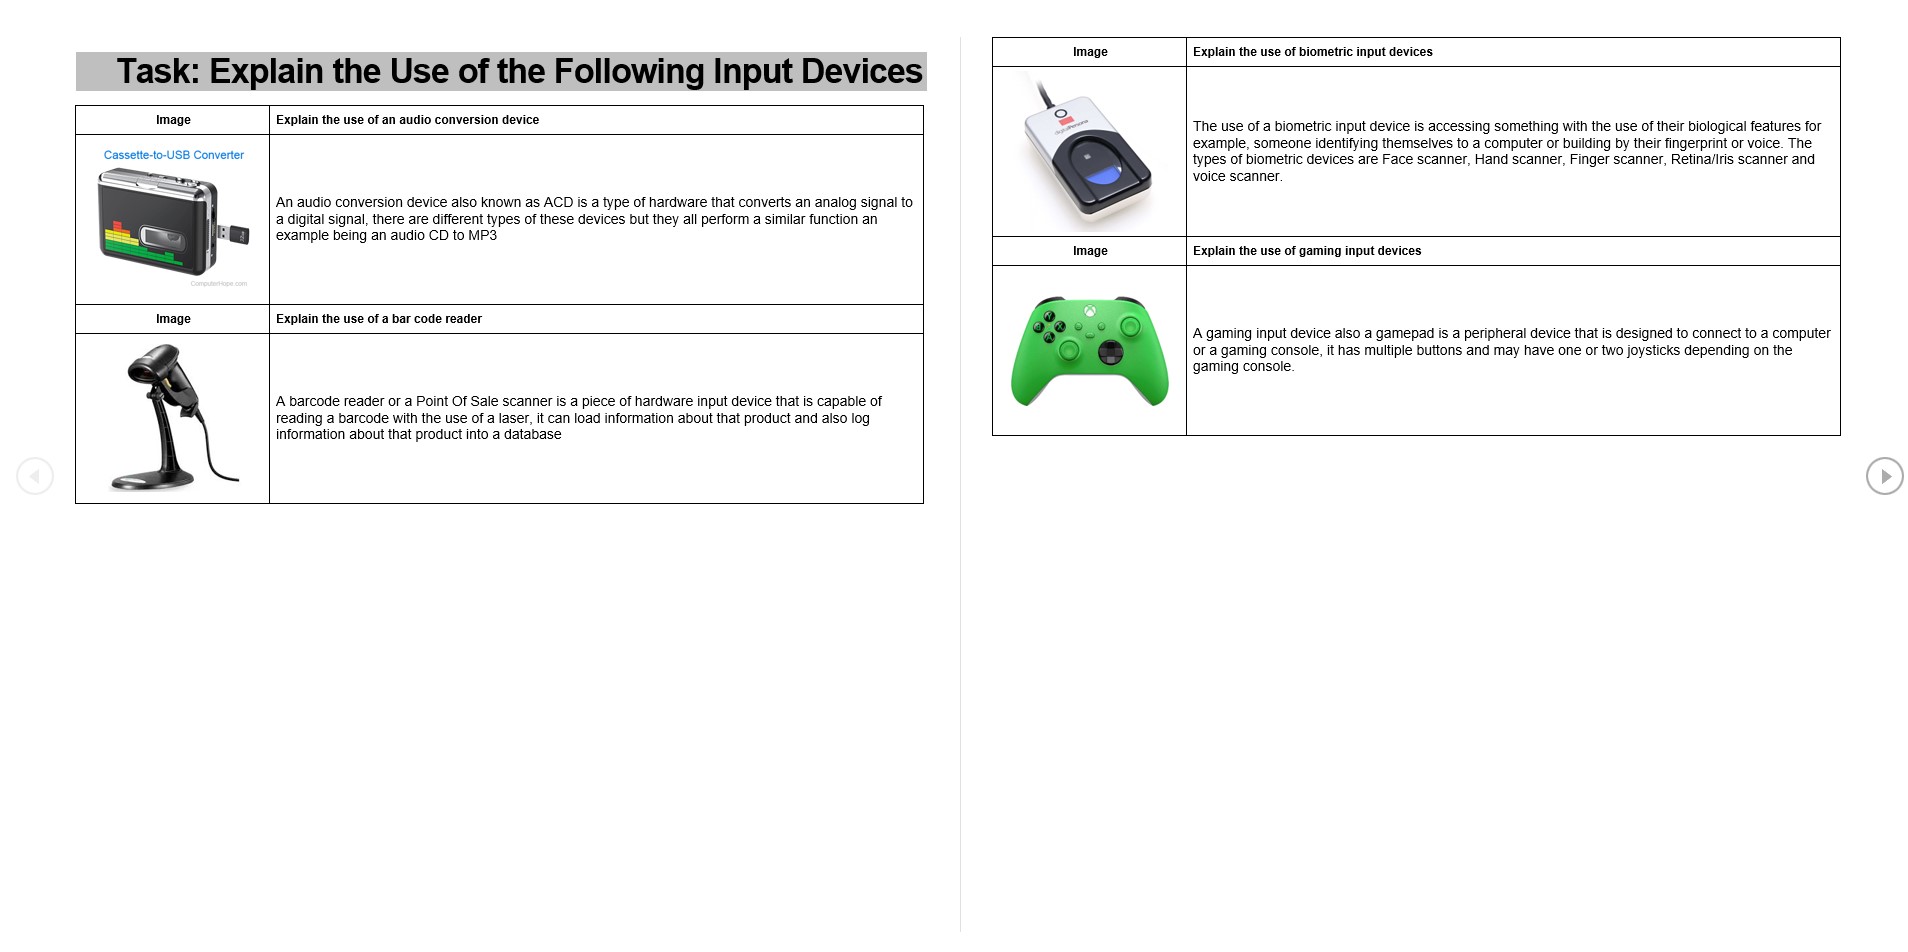 Task: Explain the Use of the Following Input Devices
Image
Explain the use of an audio conversion device
Cassette-to-USB Converter
ComputerHope.com
An audio conversion device also known as ACD is a type of hardware that converts an analog signal to
a digital signal, there are different types of these devices but they all perform a similar function an
example being an audio CD to MP3
Image
Explain the use of a bar code reader
A barcode reader or a Point Of Sale scanner is a piece of hardware input device that is capable of
reading a barcode with the use of a laser, it can load information about that product and also log
information about that product into a database
Image
Explain the use of biometric input devices
digitalPersona
The use of a biometric input device is accessing something with the use of their biological features for
example, someone identifying themselves to a computer or building by their fingerprint or voice. The
types of biometric devices are Face scanner, Hand scanner, Finger scanner, Retina/Iris scanner and
voice scanner.
Image
Explain the use of gaming input devices
Y
X
B
A
A gaming input device also a gamepad is a peripheral device that is designed to connect to a computer
or a gaming console, it has multiple buttons and may have one or two joysticks depending on the
gaming console.